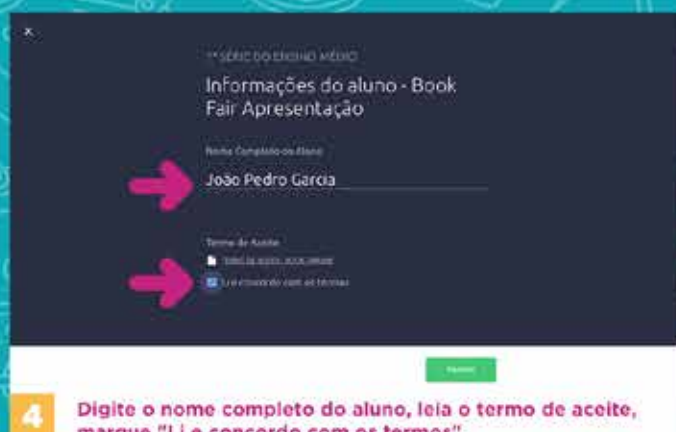 ×
1ª SÉRIE DO ENSINO MÉDIO
Informações do aluno - Book
Fair Apresentação
Nome Completo do Aluno
João Pedro Garcia
Termo de Aceite
Li e concordo com os termos
4
Digite o nome completo do aluno, leia o termo de aceite,
marque "Li e concordo com os termos"